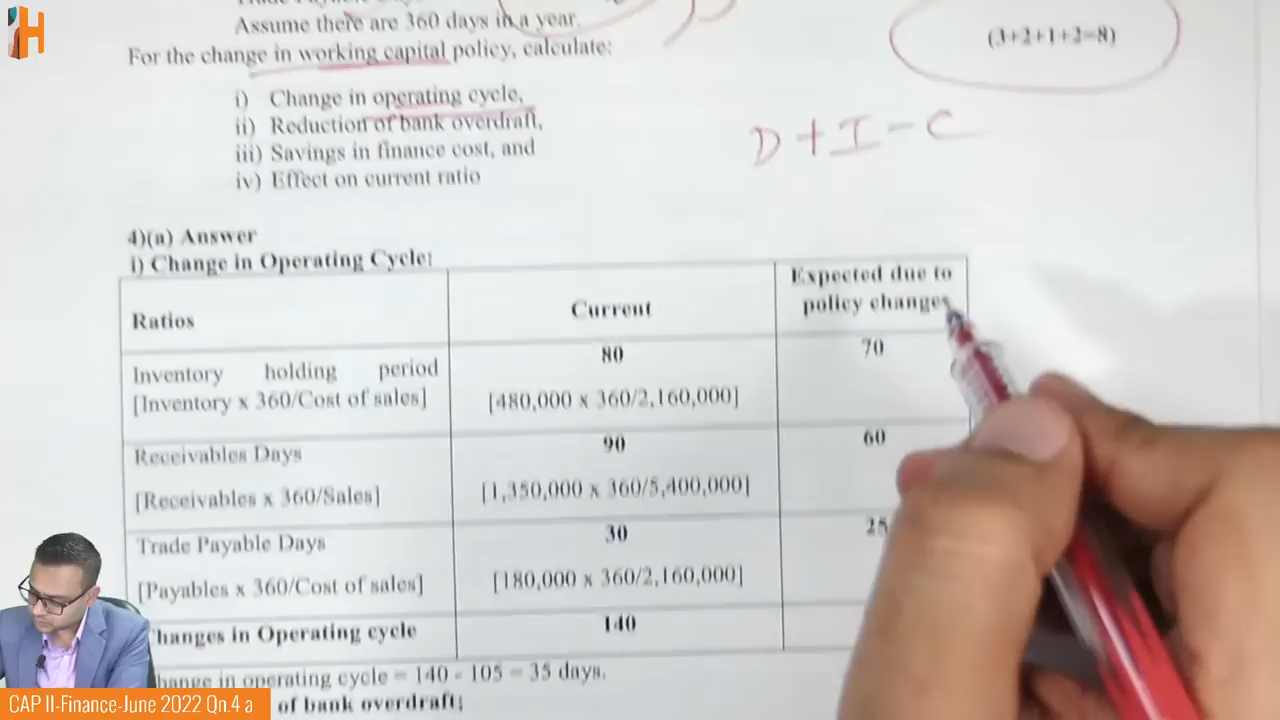 H
Assume there are 360 days in a year.
For the change in working capital policy, calculate:
(3+2+1+2=8)
i) Change in operating cycle,
ii) Reduction of bank overdraft,
iii) Savings in finance cost, and
iv) Effect on current ratio
D + I - C
4)(a) Answer
i) Change in Operating Cycle:
Ratios Current Expected due to policy changes
Inventory holding period 80 70
[Inventory x 360/Cost of sales] [480,000 x 360/2,160,000]
Receivables Days 90 60
[Receivables x 360/Sales] [1,350,000 x 360/5,400,000]
Trade Payable Days 30 25
[Payables x 360/Cost of sales] [180,000 x 360/2,160,000]
hanges in Operating cycle 140
hange in operating cycle = 140 - 105 = 35 days.
of bank overdraft;
CAP II-Finance-June 2022 Qn.4 a